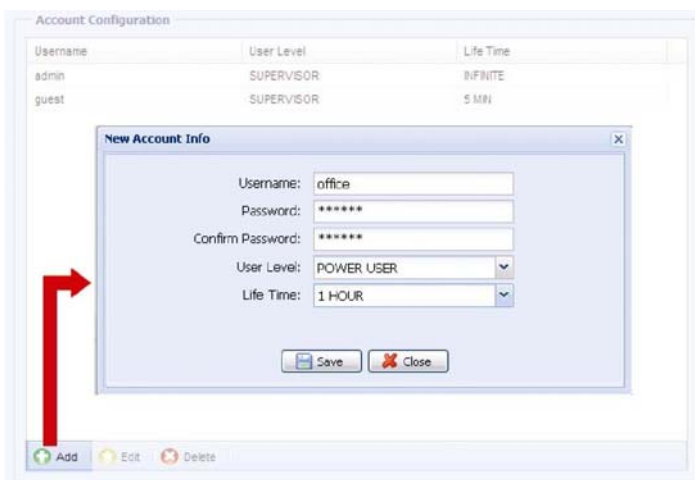 Account Configuration
Username User Level Life Time
admin SUPERVISOR INFINITE
guest SUPERVISOR 5 MIN
New Account Info
Username: office
Password: ******
Confirm Password: ******
User Level: POWER USER
Life Time: 1 HOUR
Save Close
Add Edit Delete